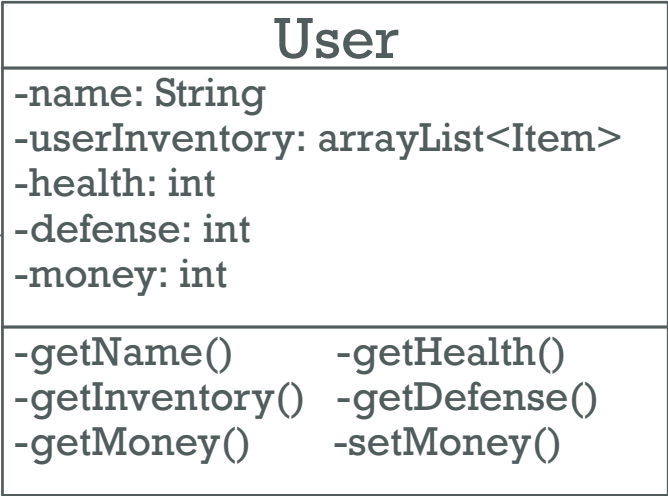 User
-name: String
-userInventory: arrayList<Item>
-health: int
-defense: int
-money: int
-getName() -getHealth()
-getInventory() -getDefense()
-getMoney() -setMoney()